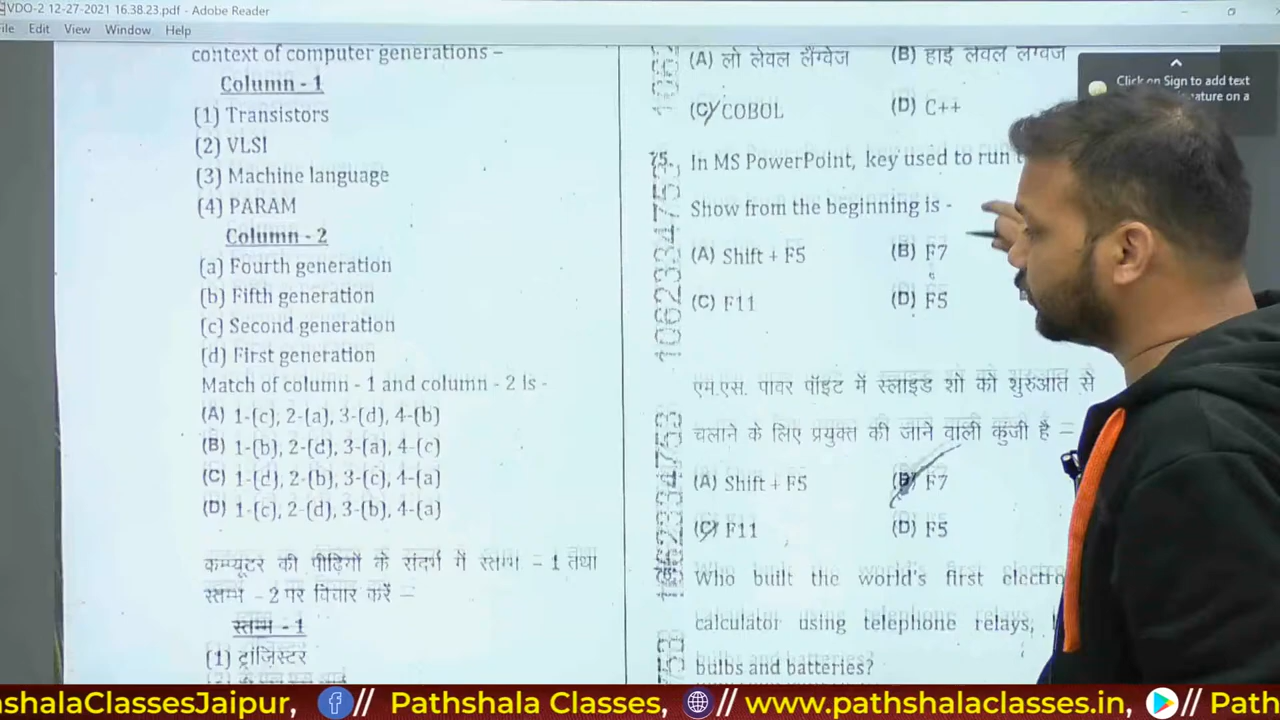 VDO-2 12-27-2021 16.38.23.pdf - Adobe Reader
File Edit View Window Help
context of computer generations –
Column - 1
(1) Transistors
(2) VLSI
(3) Machine language
(4) PARAM
Column - 2
(a) Fourth generation
(b) Fifth generation
(c) Second generation
(d) First generation
Match of column - 1 and column - 2 is -
(A) 1-(c), 2-(a), 3-(d), 4-(b)
(B) 1-(b), 2-(d), 3-(a), 4-(c)
(C) 1-(d), 2-(b), 3-(c), 4-(a)
(D) 1-(c), 2-(d), 3-(b), 4-(a)
कम्प्यूटर की पीढ़ियों के संदर्भ में स्तम्भ - 1 तथा
स्तम्भ - 2 पर विचार करें –
स्तम्भ - 1
(1) ट्रांजिस्टर
(A) लो लेवल लैंग्वेज (B) हाई लेवल लैंग्वेज
(C) COBOL (D) C++
75. In MS PowerPoint, key used to run
Show from the beginning is -
(A) Shift + F5 (B) F7
(C) F11 (D) F5
एम.एस. पावर पॉइंट में स्लाइड शो को शुरुआत से
चलाने के लिए प्रयुक्त की जाने वाली कुंजी है –
(A) Shift + F5 (B) F7
(C) F11 (D) F5
Who built the world's first electro
calculator using telephone relays,
bulbs and batteries?
1062334753
1062334753
Click on Sign to add text
nature on a
shalaClassesJaipur, // Pathshala Classes, // www.pathshalaclasses.in, // Path